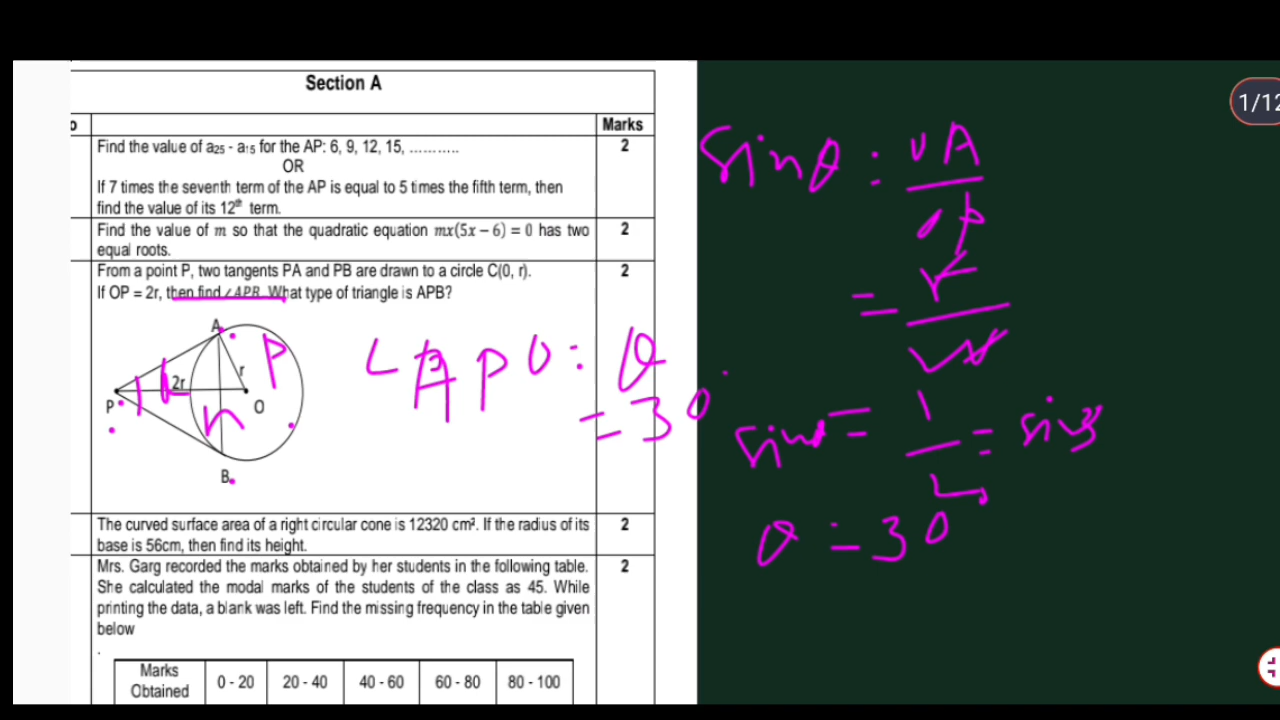 Section A
o Marks
Find the value of a₂₅ - a₁₅ for the AP: 6, 9, 12, 15, ........... 2
OR
If 7 times the seventh term of the AP is equal to 5 times the fifth term, then
find the value of its 12th term.
Find the value of m so that the quadratic equation mx(5x – 6) = 0 has two 2
equal roots.
From a point P, two tangents PA and PB are drawn to a circle C(0, r). 2
If OP = 2r, then find ∠APB. What type of triangle is APB?
A
r
2r
P
O
B
∠APO = θ
= 30
The curved surface area of a right circular cone is 12320 cm². If the radius of its 2
base is 56cm, then find its height.
Mrs. Garg recorded the marks obtained by her students in the following table. 2
She calculated the modal marks of the students of the class as 45. While
printing the data, a blank was left. Find the missing frequency in the table given
below
.
Marks Obtained 0 - 20 20 - 40 40 - 60 60 - 80 80 - 100
1/12
sinθ = OA
OP
= r
θ = 30